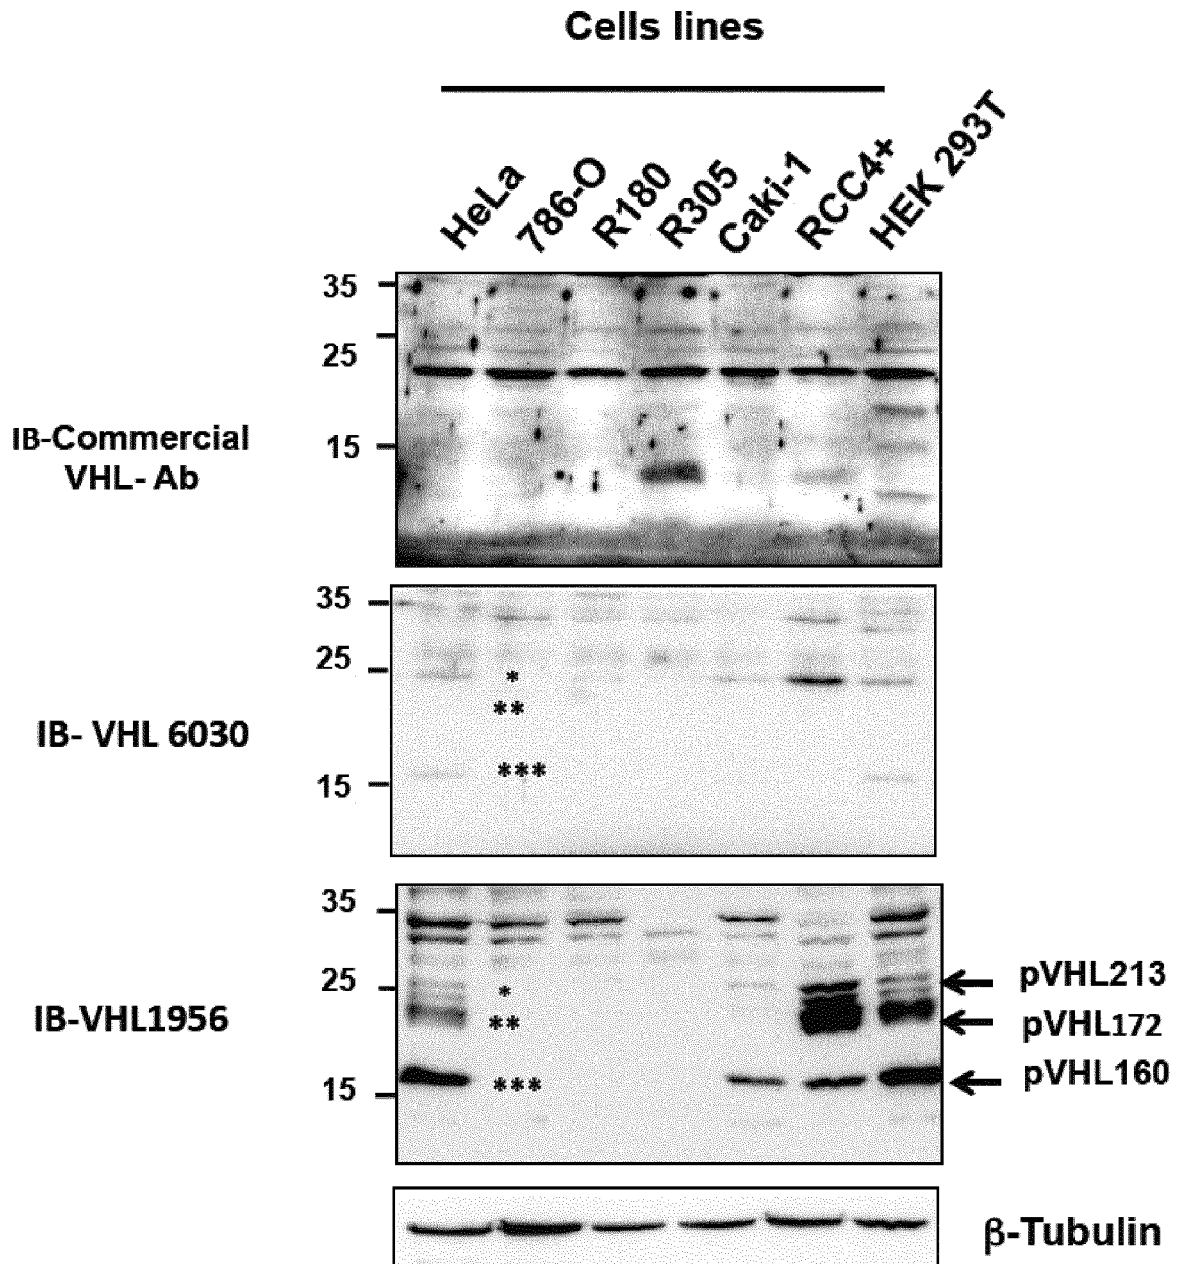 Cells lines
HeLa
786-O
R180
R305
Caki-1
RCC4+
HEK 293T
35
25
15
IB-Commercial
VHL- Ab
35
25
15
*
**
***
IB- VHL 6030
35
25
15
*
**
***
IB-VHL1956
pVHL213
pVHL172
pVHL160
β-Tubulin